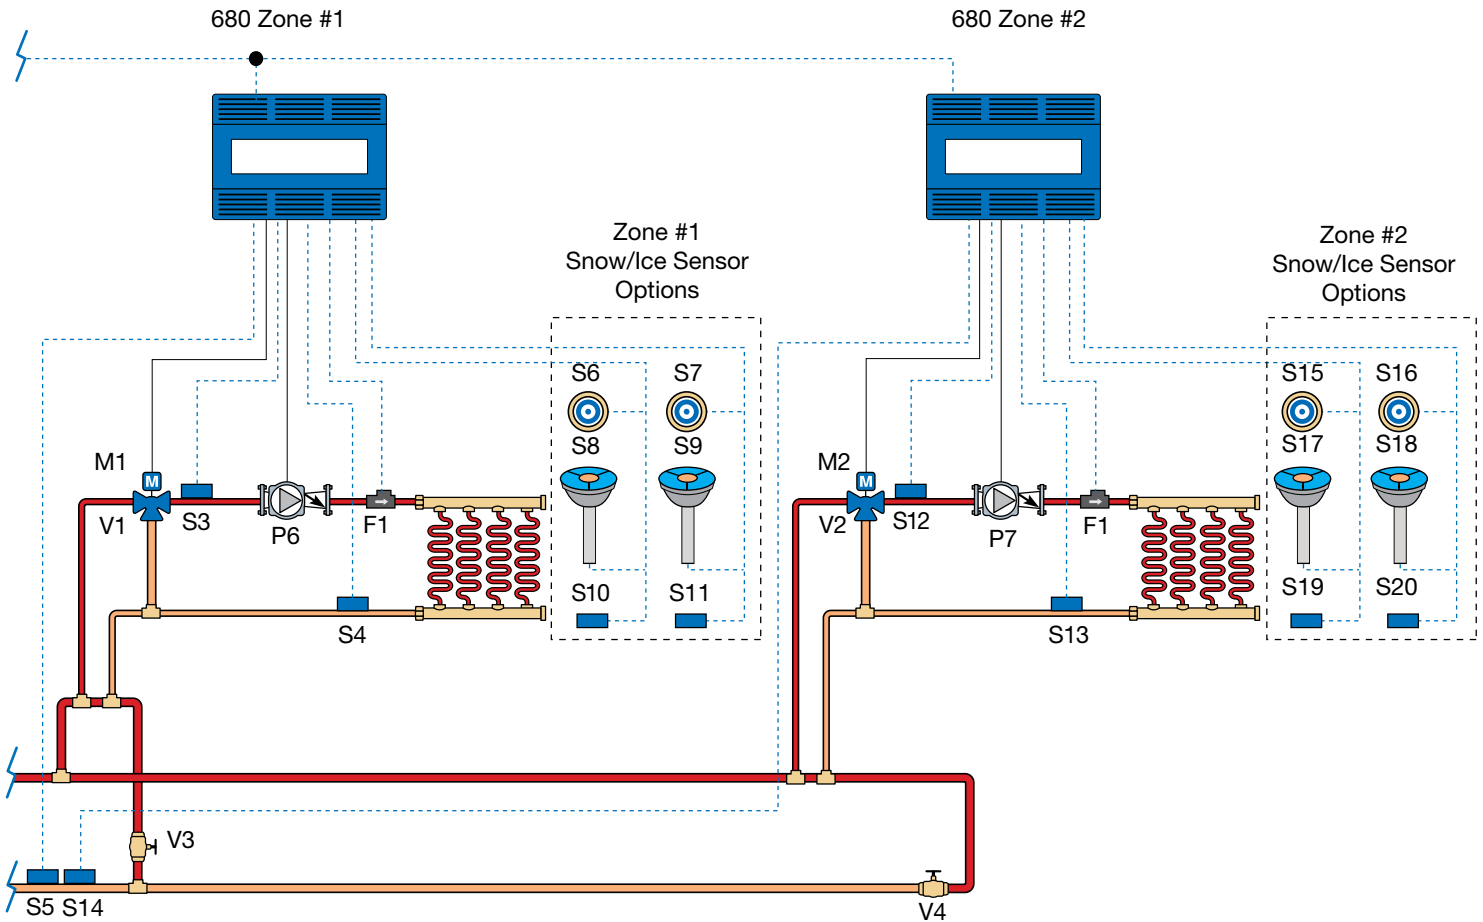 680 Zone #1
680 Zone #2
Zone #1
Snow/Ice Sensor
Options
Zone #2
Snow/Ice Sensor
Options
S6 S7
S8 S9
S10 S11
S15 S16
S17 S18
S19 S20
M1
M
V1
S3
P6
F1
S4
M2
M
V2
S12
P7
F1
S13
V3
S5 S14
V4